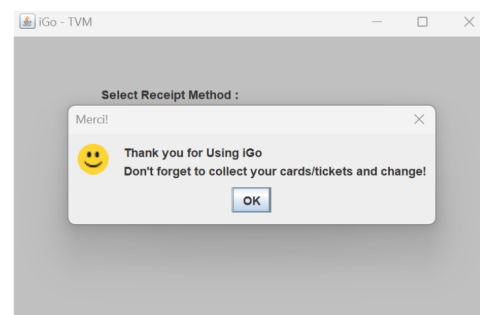 iGo - TVM
Select Receipt Method :
Merci!
Thank you for Using iGo
Don't forget to collect your cards/tickets and change!
OK